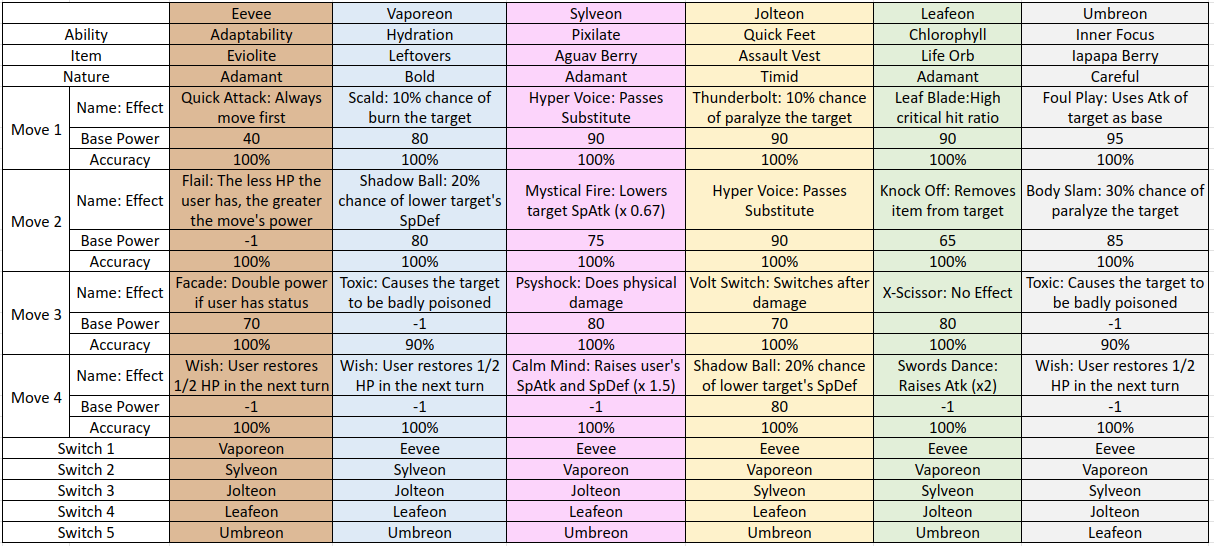 Eevee Vaporeon Sylveon Jolteon Leafeon Umbreon
Ability Adaptability Hydration Pixilate Quick Feet Chlorophyll Inner Focus
Item Eviolite Leftovers Aguav Berry Assault Vest Life Orb Iapapa Berry
Nature Adamant Bold Adamant Timid Adamant Careful
Move 1
Name: Effect
Quick Attack: Always
move first
Scald: 10% chance of
burn the target
Hyper Voice: Passes
Substitute
Thunderbolt: 10% chance
of paralyze the target
Leaf Blade:High
critical hit ratio
Foul Play: Uses Atk of
target as base
Base Power 40 80 90 90 90 95
Accuracy 100% 100% 100% 100% 100% 100%
Move 2
Name: Effect
Flail: The less HP the
user has, the greater
the move's power
Shadow Ball: 20%
chance of lower target's
SpDef
Mystical Fire: Lowers
target SpAtk (x 0.67)
Hyper Voice: Passes
Substitute
Knock Off: Removes
item from target
Body Slam: 30% chance of
paralyze the target
Base Power -1 80 75 90 65 85
Accuracy 100% 100% 100% 100% 100% 100%
Move 3
Name: Effect
Facade: Double power
if user has status
Toxic: Causes the target
to be badly poisoned
Psyshock: Does physical
damage
Volt Switch: Switches after
damage
X-Scissor: No Effect
Toxic: Causes the target to
be badly poisoned
Base Power 70 -1 80 70 80 -1
Accuracy 100% 90% 100% 100% 100% 90%
Move 4
Name: Effect
Wish: User restores
1/2 HP in the next turn
Wish: User restores 1/2
HP in the next turn
Calm Mind: Raises user's
SpAtk and SpDef (x 1.5)
Shadow Ball: 20% chance
of lower target's SpDef
Swords Dance:
Raises Atk (x2)
Wish: User restores 1/2
HP in the next turn
Base Power -1 -1 -1 80 -1 -1
Accuracy 100% 100% 100% 100% 100% 100%
Switch 1 Vaporeon Eevee Eevee Eevee Eevee Eevee
Switch 2 Sylveon Sylveon Vaporeon Vaporeon Vaporeon Vaporeon
Switch 3 Jolteon Jolteon Jolteon Sylveon Sylveon Sylveon
Switch 4 Leafeon Leafeon Leafeon Leafeon Jolteon Jolteon
Switch 5 Umbreon Umbreon Umbreon Umbreon Umbreon Leafeon